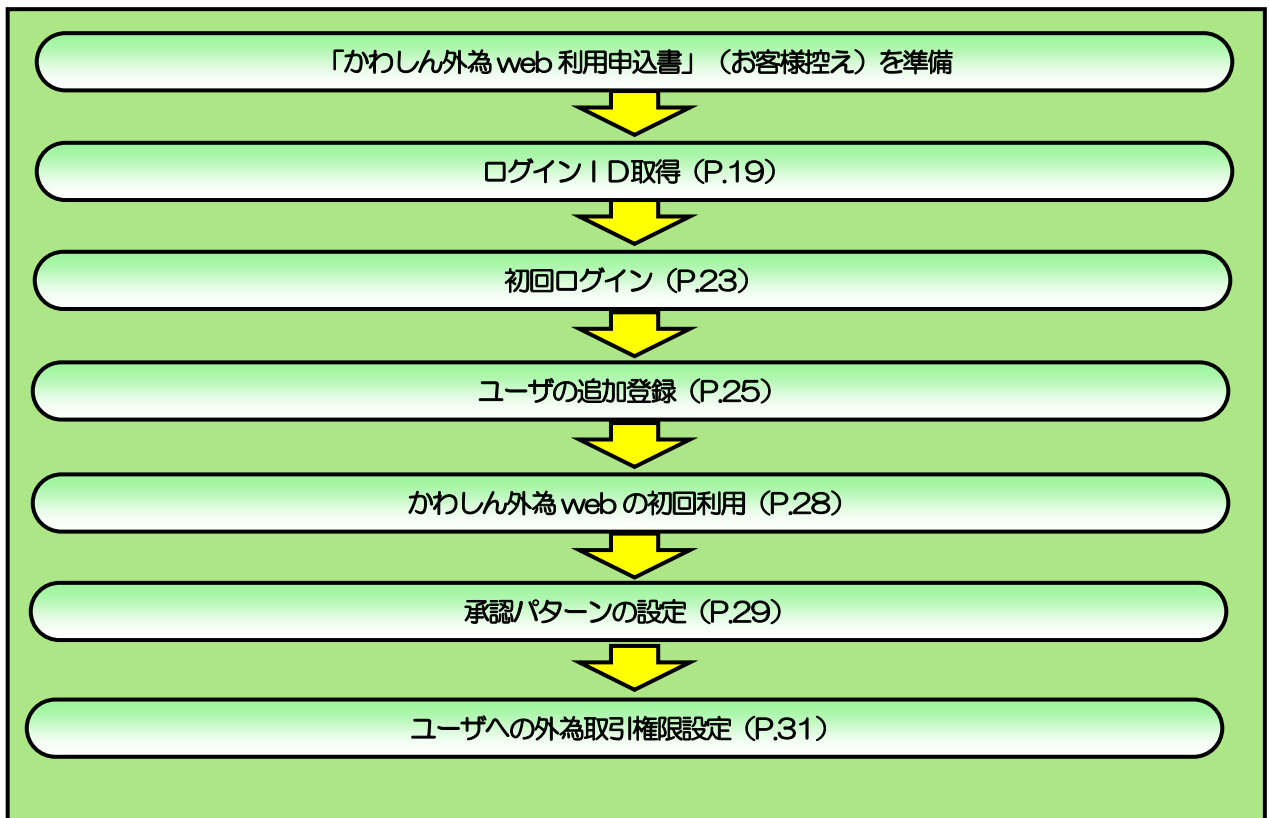 「かわしん外為 web 利用申込書」（お客様控え）を準備
ログインＩＤ取得（P.19）
初回ログイン（P.23）
ユーザの追加登録（P.25）
かわしん外為 web の初回利用（P.28）
承認パターンの設定（P.29）
ユーザへの外為取引権限設定（P.31）